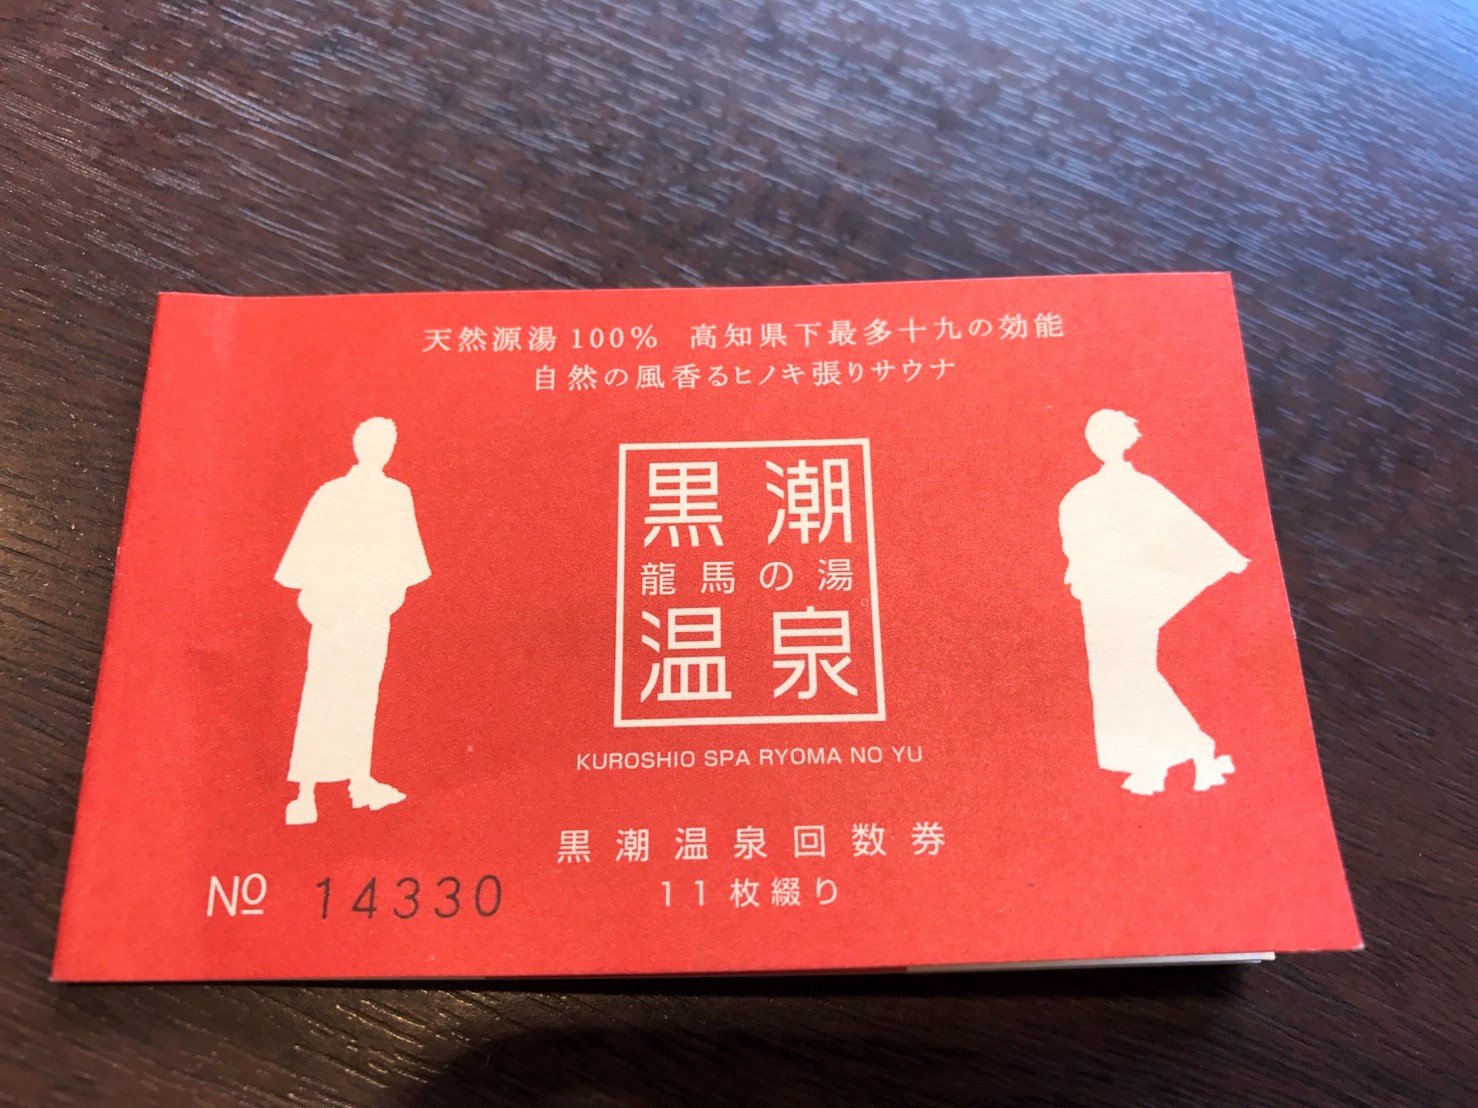 天然源湯100% 高知県下最多十九の効能
自然の風香るヒノキ張りサウナ
黒潮
龍馬の湯
温泉
KUROSHIO SPA RYOMA NO YU
黒潮温泉回数券
11枚綴り
No 14330